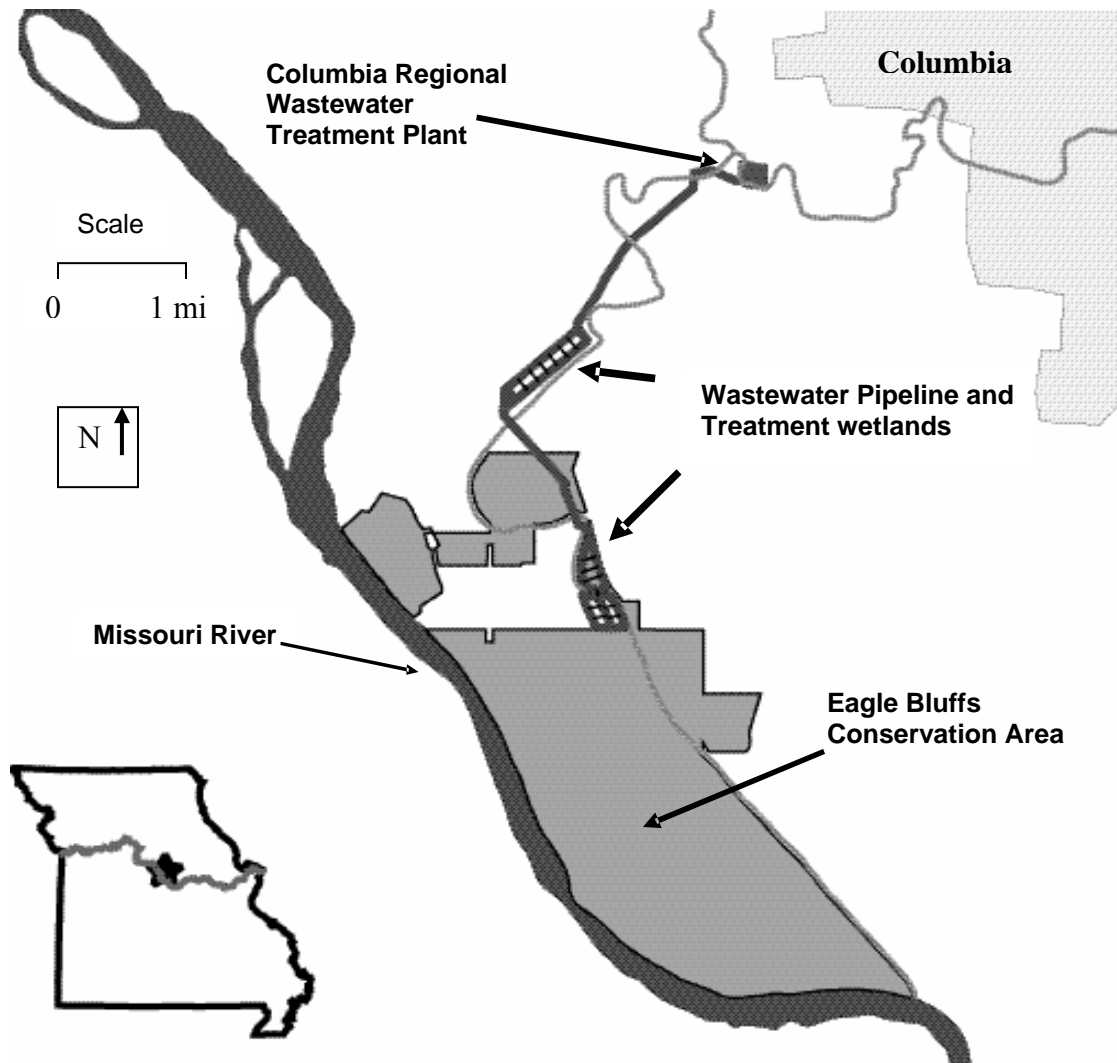 Columbia Regional
Wastewater
Treatment Plant
Columbia
Scale
0 1 mi
N
Wastewater Pipeline and
Treatment wetlands
Missouri River
Eagle Bluffs
Conservation Area